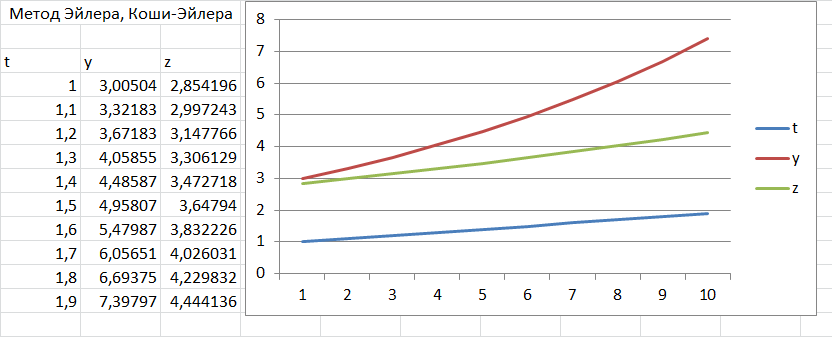 Метод Эйлера, Коши-Эйлера
t y z
1 3,00504 2,854196
1,1 3,32183 2,997243
1,2 3,67183 3,147766
1,3 4,05855 3,306129
1,4 4,48587 3,472718
1,5 4,95807 3,64794
1,6 5,47987 3,832226
1,7 6,05651 4,026031
1,8 6,69375 4,229832
1,9 7,39797 4,444136
8
7
6
5
4
3
2
1
0
1 2 3 4 5 6 7 8 9 10
t
y
z